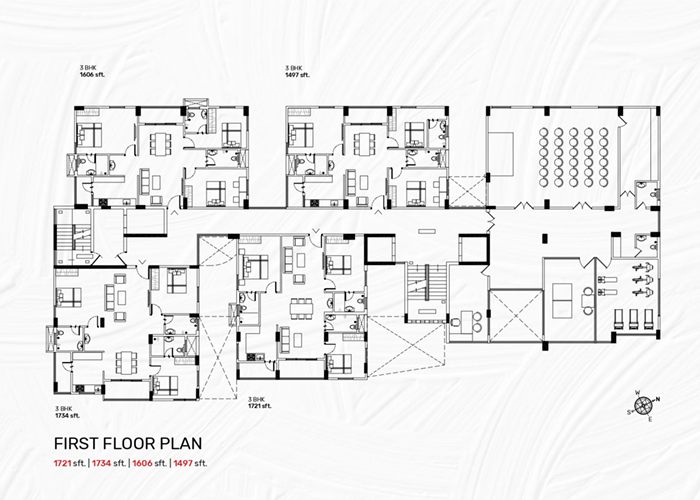 3 BHK
1606 sft.
3 BHK
1497 sft.
3 BHK
1734 sft.
3 BHK
1721 sft.
W
N
S
E
FIRST FLOOR PLAN
1721 sft. | 1734 sft. | 1606 sft. | 1497 sft.